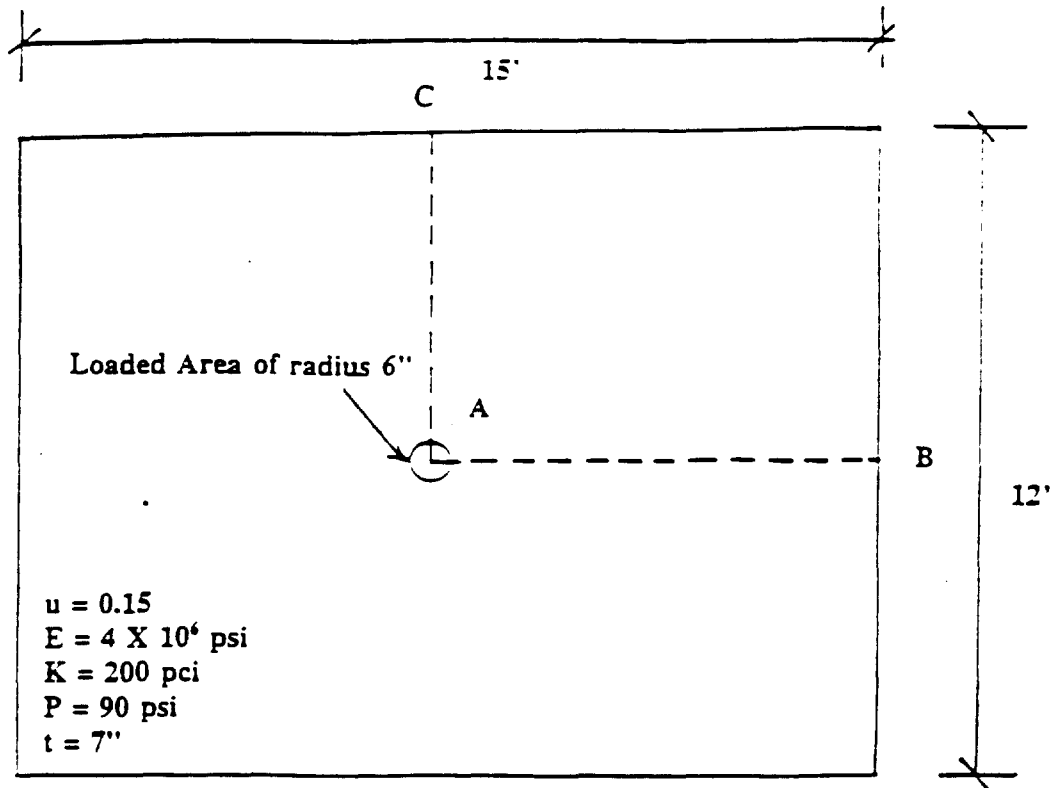 15'
C
Loaded Area of radius 6"
A
B
12'
u = 0.15
E = 4 X 10⁶ psi
K = 200 pci
P = 90 psi
t = 7"